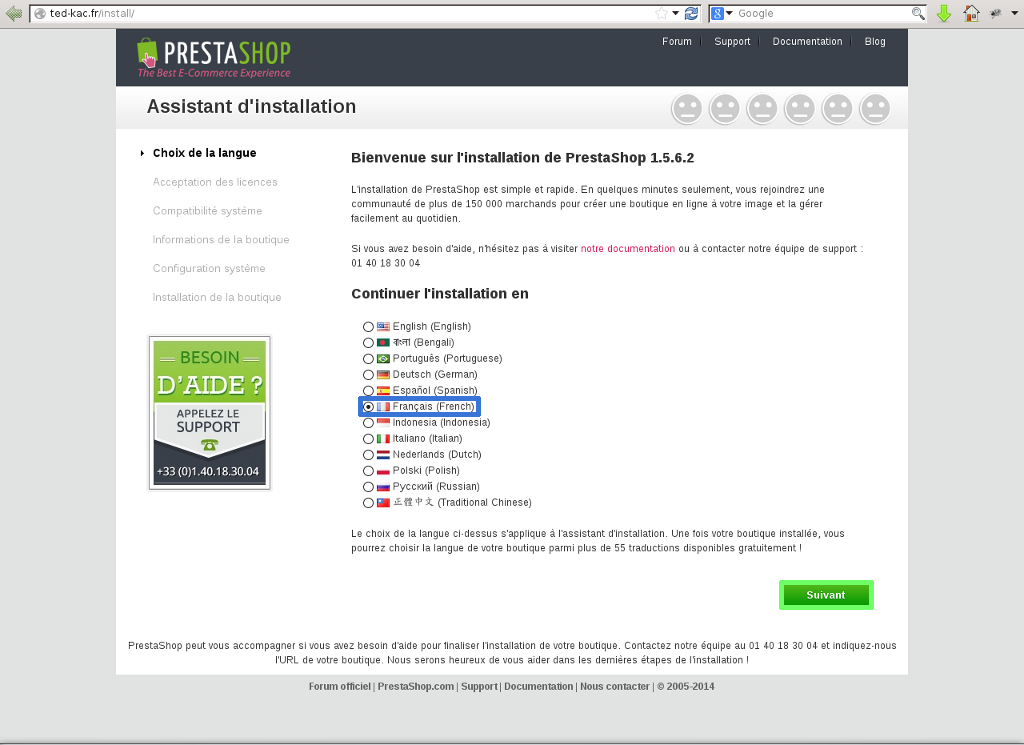 ted-kac.fr/install/
Google
PRESTASHOP
The Best E-Commerce Experience
Forum | Support | Documentation | Blog
Assistant d'installation
Choix de la langue
Acceptation des licences
Compatibilité système
Informations de la boutique
Configuration système
Installation de la boutique
BESOIN
D'AIDE ?
APPELEZ LE
SUPPORT
+33 (0)1.40.18.30.04
Bienvenue sur l'installation de PrestaShop 1.5.6.2
L'installation de PrestaShop est simple et rapide. En quelques minutes seulement, vous rejoindrez une
communauté de plus de 150 000 marchands pour créer une boutique en ligne à votre image et la gérer
facilement au quotidien.
Si vous avez besoin d'aide, n'hésitez pas à visiter notre documentation ou à contacter notre équipe de support :
01 40 18 30 04
Continuer l'installation en
English (English)
বাংলা (Bengali)
Português (Portuguese)
Deutsch (German)
Español (Spanish)
Français (French)
Indonesia (Indonesia)
Italiano (Italian)
Nederlands (Dutch)
Polski (Polish)
Русский (Russian)
正體中文 (Traditional Chinese)
Le choix de la langue ci-dessus s'applique à l'assistant d'installation. Une fois votre boutique installée, vous
pourrez choisir la langue de votre boutique parmi plus de 55 traductions disponibles gratuitement !
Suivant
PrestaShop peut vous accompagner si vous avez besoin d'aide pour finaliser l'installation de votre boutique. Contactez notre équipe au 01 40 18 30 04 et indiquez-nous
l'URL de votre boutique. Nous serons heureux de vous aider dans les dernières étapes de l'installation !
Forum officiel | PrestaShop.com | Support | Documentation | Nous contacter | © 2005-2014